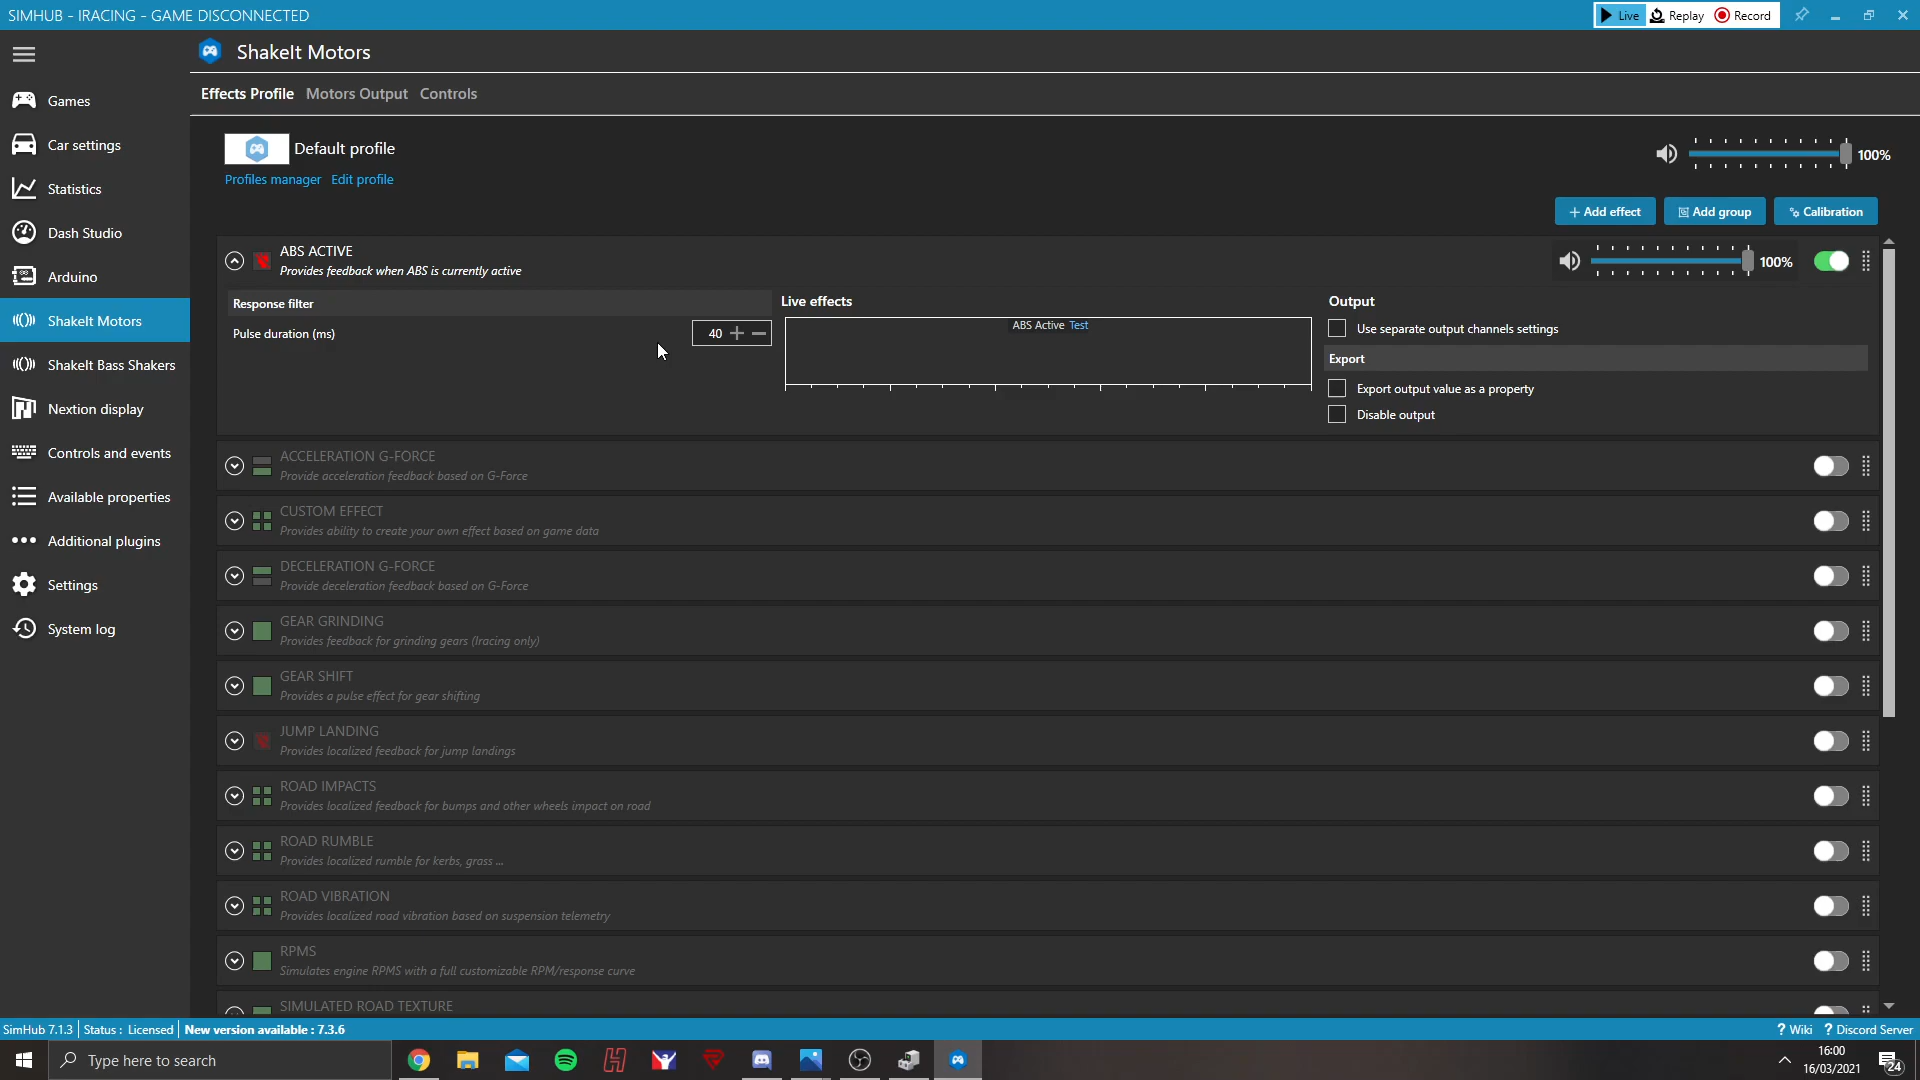 SIMHUB - IRACING - GAME DISCONNECTED
Live
Replay
Record
ShakeIt Motors
Games
Effects Profile
Motors Output
Controls
Car settings
Default profile
100%
Profiles manager
Edit profile
Statistics
Add effect
Add group
Calibration
Dash Studio
ABS ACTIVE
Provides feedback when ABS is currently active
100%
Arduino
Response filter
Live effects
Output
ShakeIt Motors
Pulse duration (ms)
40
ABS Active Test
Use separate output channels settings
Export
ShakeIt Bass Shakers
Export output value as a property
Nextion display
Disable output
Controls and events
ACCELERATION G-FORCE
Provide acceleration feedback based on G-Force
Available properties
CUSTOM EFFECT
Provides ability to create your own effect based on game data
Additional plugins
DECELERATION G-FORCE
Provide deceleration feedback based on G-Force
Settings
GEAR GRINDING
Provides feedback for grinding gears (Iracing only)
System log
GEAR SHIFT
Provides a pulse effect for gear shifting
JUMP LANDING
Provides localized feedback for jump landings
ROAD IMPACTS
Provides localized feedback for bumps and other wheels impact on road
ROAD RUMBLE
Provides localized rumble for kerbs, grass ...
ROAD VIBRATION
Provides localized road vibration based on suspension telemetry
RPMS
Simulates engine RPMS with a full customizable RPM/response curve
SIMULATED ROAD TEXTURE
SimHub 7.1.3
Status : Licensed
New version available : 7.3.6
? Wiki
? Discord Server
Type here to search
16:00
16/03/2021
24